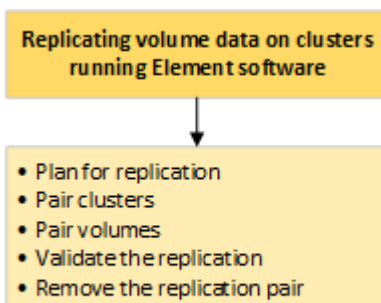 Replicating volume data on clusters
running Element software
• Plan for replication
• Pair clusters
• Pair volumes
• Validate the replication
• Remove the replication pair